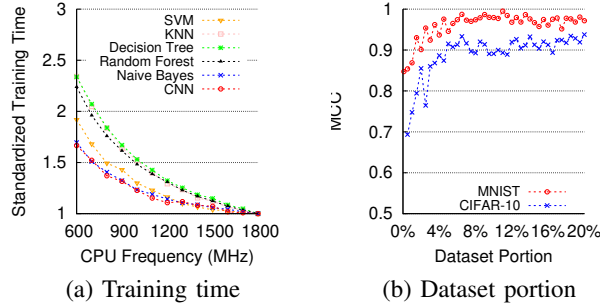 Standardized Training Time
3
2.5
2
1.5
1
SVM
KNN
Decision Tree
Random Forest
Naive Bayes
CNN
600 900 1200 1500 1800
CPU Frequency (MHz)
(a) Training time
MCC
1
0.9
0.8
0.7
0.6
0.5
MNIST
CIFAR-10
0% 4% 8% 12% 16% 20%
Dataset Portion
(b) Dataset portion